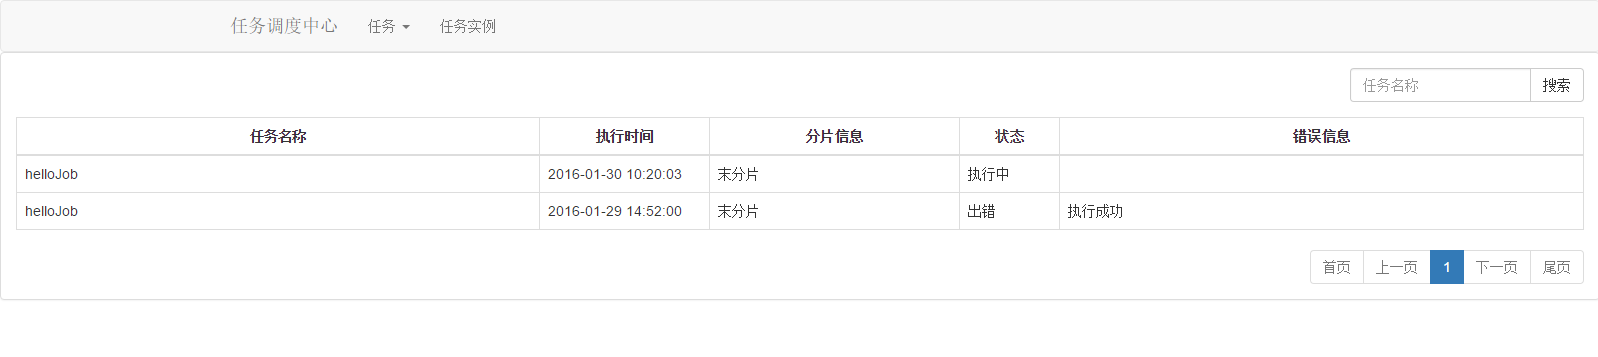 任务调度中心 任务 任务实例
任务名称 搜索
任务名称 执行时间 分片信息 状态 错误信息
helloJob 2016-01-30 10:20:03 末分片 执行中
helloJob 2016-01-29 14:52:00 末分片 出错 执行成功
首页 上一页 1 下一页 尾页